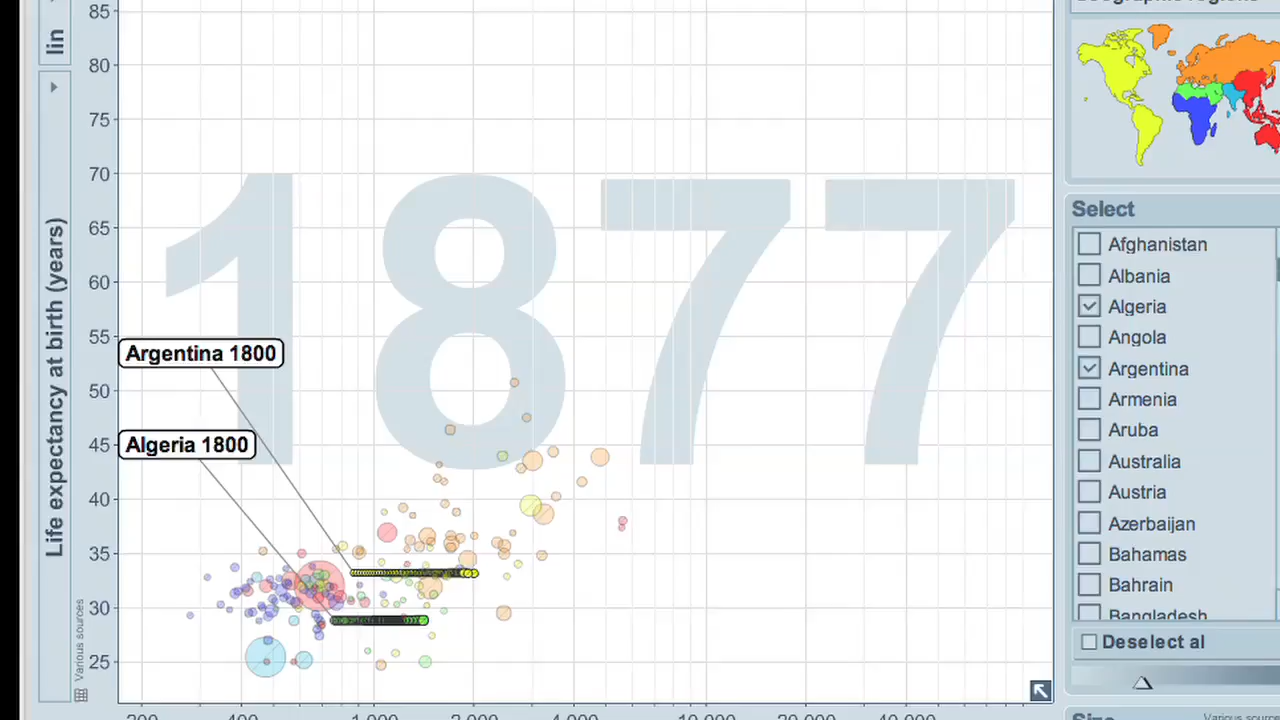 85
80
75
70
65
60
55
50
45
40
35
30
25
lin
Life expectancy at birth (years)
Various sources
1877
Argentina 1800
Algeria 1800
400
1,000
2,000
4,000
10,000
20,000
40,000
Geographic regions
Select
Afghanistan
Albania
Algeria
Angola
Argentina
Armenia
Aruba
Australia
Austria
Azerbaijan
Bahamas
Bahrain
Bangladesh
Deselect al
Size
Various source